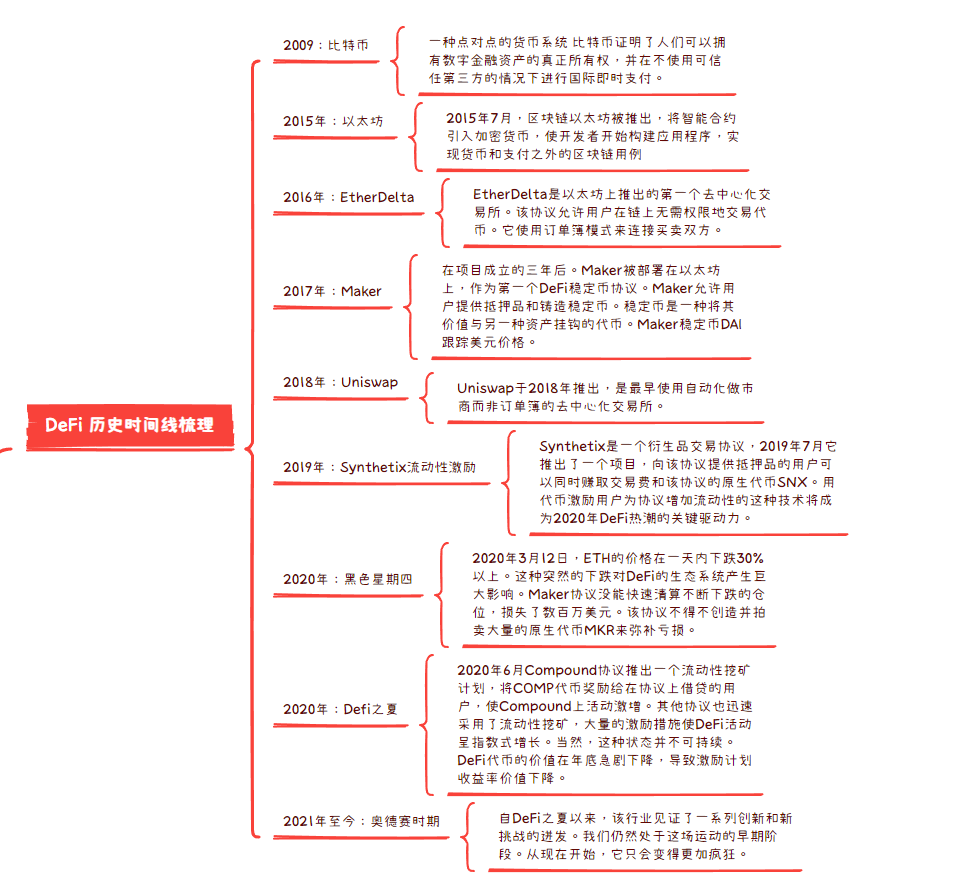 DeFi 历史时间线梳理
2009：比特币
一种点对点的货币系统 比特币证明了人们可以拥
有数字金融资产的真正所有权，并在不使用可信
任第三方的情况下进行国际即时支付。
2015年：以太坊
2015年7月，区块链以太坊被推出，将智能合约
引入加密货币，使开发者开始构建应用程序，实
现货币和支付之外的区块链用例
2016年：EtherDelta
EtherDelta是以太坊上推出的第一个去中心化交
易所。该协议允许用户在链上无需权限地交易代
币。它使用订单薄模式来连接买卖双方。
2017年：Maker
在项目成立的三年后。Maker被部署在以太坊
上，作为第一个DeFi稳定币协议。Maker允许用
户提供抵押品和铸造稳定币。稳定币是一种将其
价值与另一种资产挂钩的代币。Maker稳定币DAI
跟踪美元价格。
2018年：Uniswap
Uniswap于2018年推出，是最早使用自动化做市
商而非订单薄的去中心化交易所。
2019年：Synthetix流动性激励
Synthetix是一个衍生品交易协议，2019年7月它
推出了一个项目，向该协议提供抵押品的用户可
以同时赚取交易费和该协议的原生代币SNX。用
代币激励用户为协议增加流动性的这种技术将成
为2020年DeFi热潮的关键驱动力。
2020年：黑色星期四
2020年3月12日，ETH的价格在一天内下跌30%
以上。这种突然的下跌对DeFi的生态系统产生巨
大影响。Maker协议没能快速清算不断下跌的仓
位，损失了数百万美元。该协议不得不创造并拍
卖大量的原生代币MKR来弥补亏损。
2020年：Defi之夏
2020年6月Compound协议推出一个流动性挖矿
计划，将COMP代币奖励给在协议上借贷的用
户，使Compound上活动激增。其他协议也迅速
采用了流动性挖矿，大量的激励措施使DeFi活动
呈指数式增长。当然，这种状态并不可持续。
DeFi代币的价值在年底急剧下降，导致激励计划
收益率价值下降。
2021年至今：奥德赛时期
自DeFi之夏以来，该行业见证了一系列创新和新
挑战的迸发。我们仍然处于这场运动的早期阶
段。从现在开始，它只会变得更加疯狂。